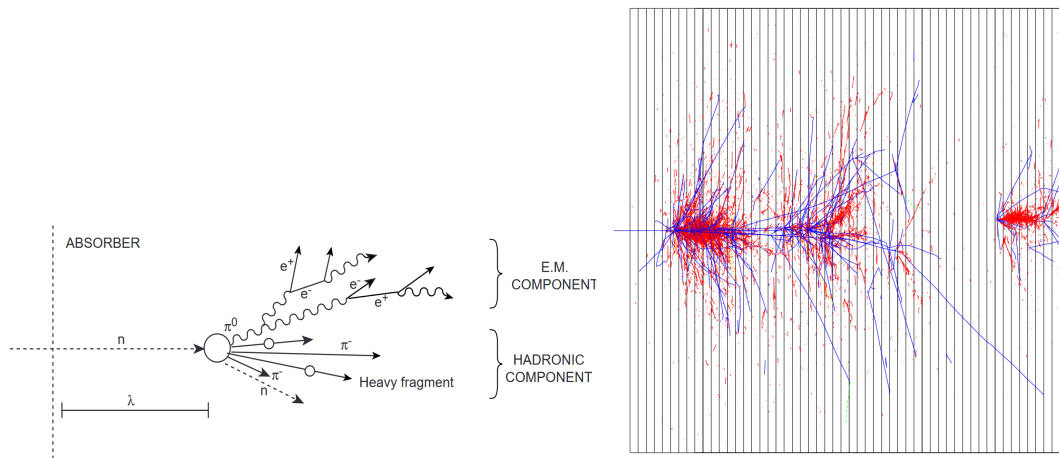 ABSORBER
n
λ
π⁰
e⁺
e⁻
e⁻
e⁺
E.M.
COMPONENT
π⁻
π⁻
n
Heavy fragment
HADRONIC
COMPONENT